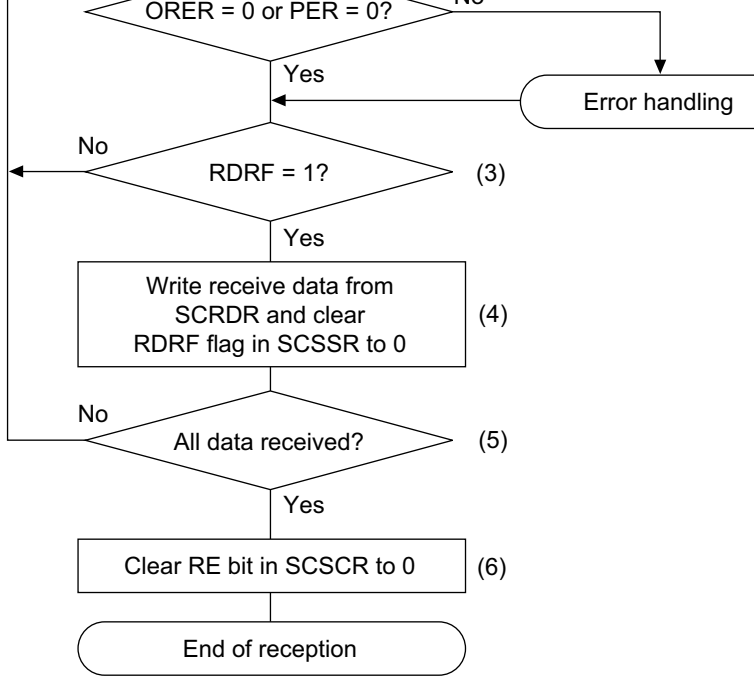 ORER = 0 or PER = 0?
No
Yes
Error handling
No
RDRF = 1?
(3)
Yes
Write receive data from
SCRDR and clear
RDRF flag in SCSSR to 0
(4)
No
All data received?
(5)
Yes
Clear RE bit in SCSCR to 0
(6)
End of reception